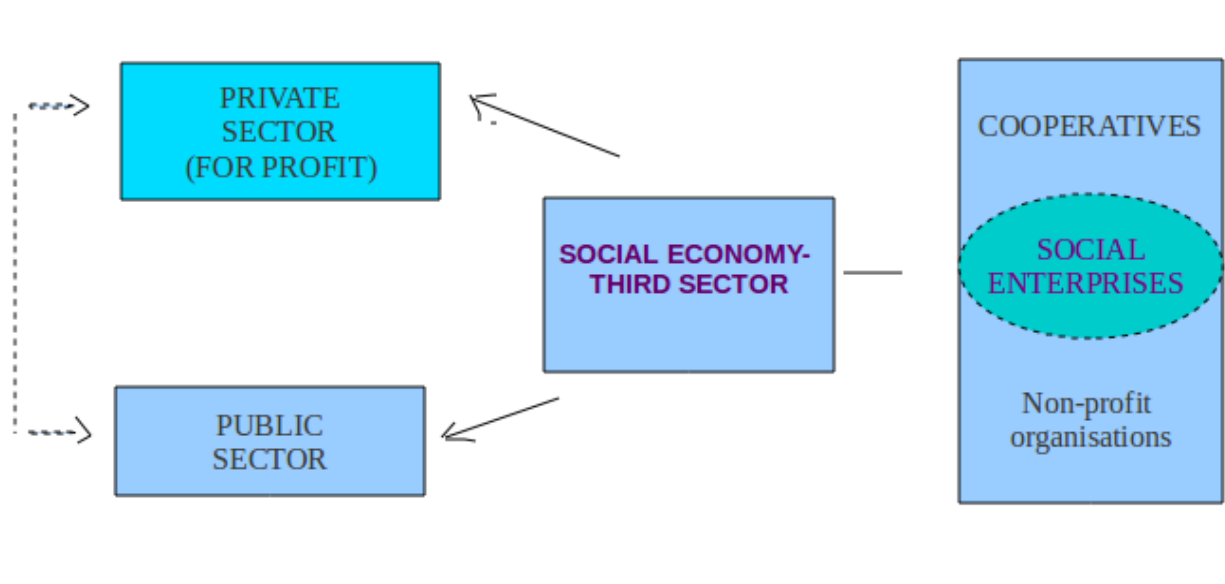 PRIVATE
SECTOR
(FOR PROFIT)
COOPERATIVES
SOCIAL ECONOMY-
THIRD SECTOR
SOCIAL
ENTERPRISES
PUBLIC
SECTOR
Non-profit
organisations